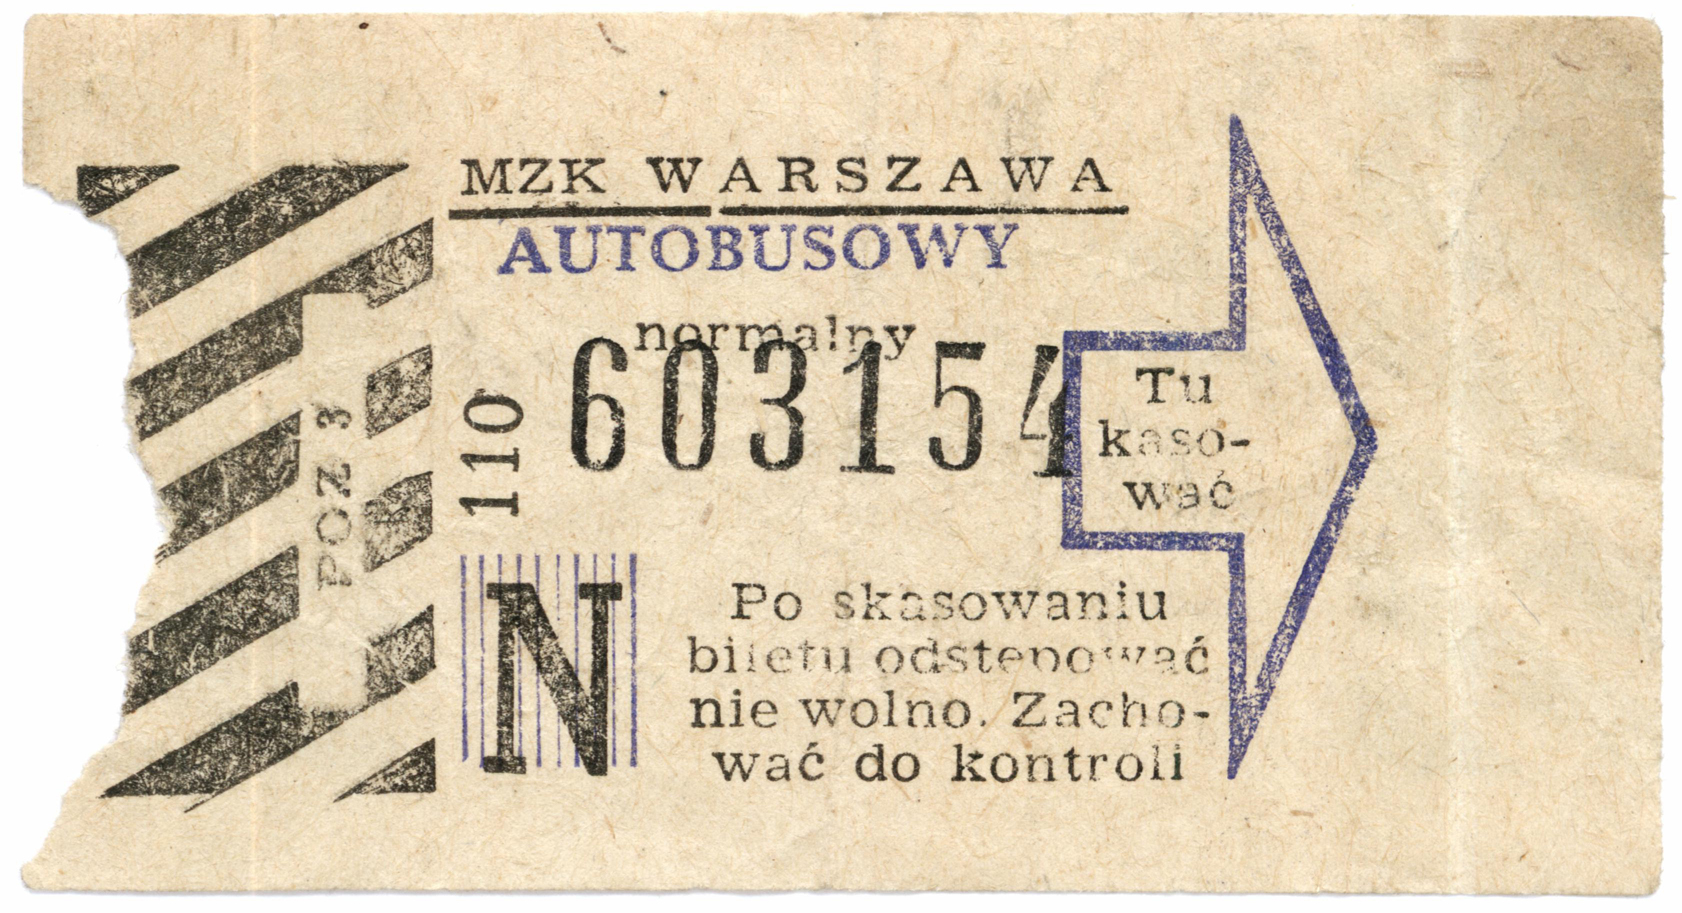 MZK WARSZAWA
AUTOBUSOWY
normalny
603154
110
POZ 3
Tu
kaso-
wać
N
Po skasowaniu
biletu odstępować
nie wolno. Zacho-
wać do kontroli